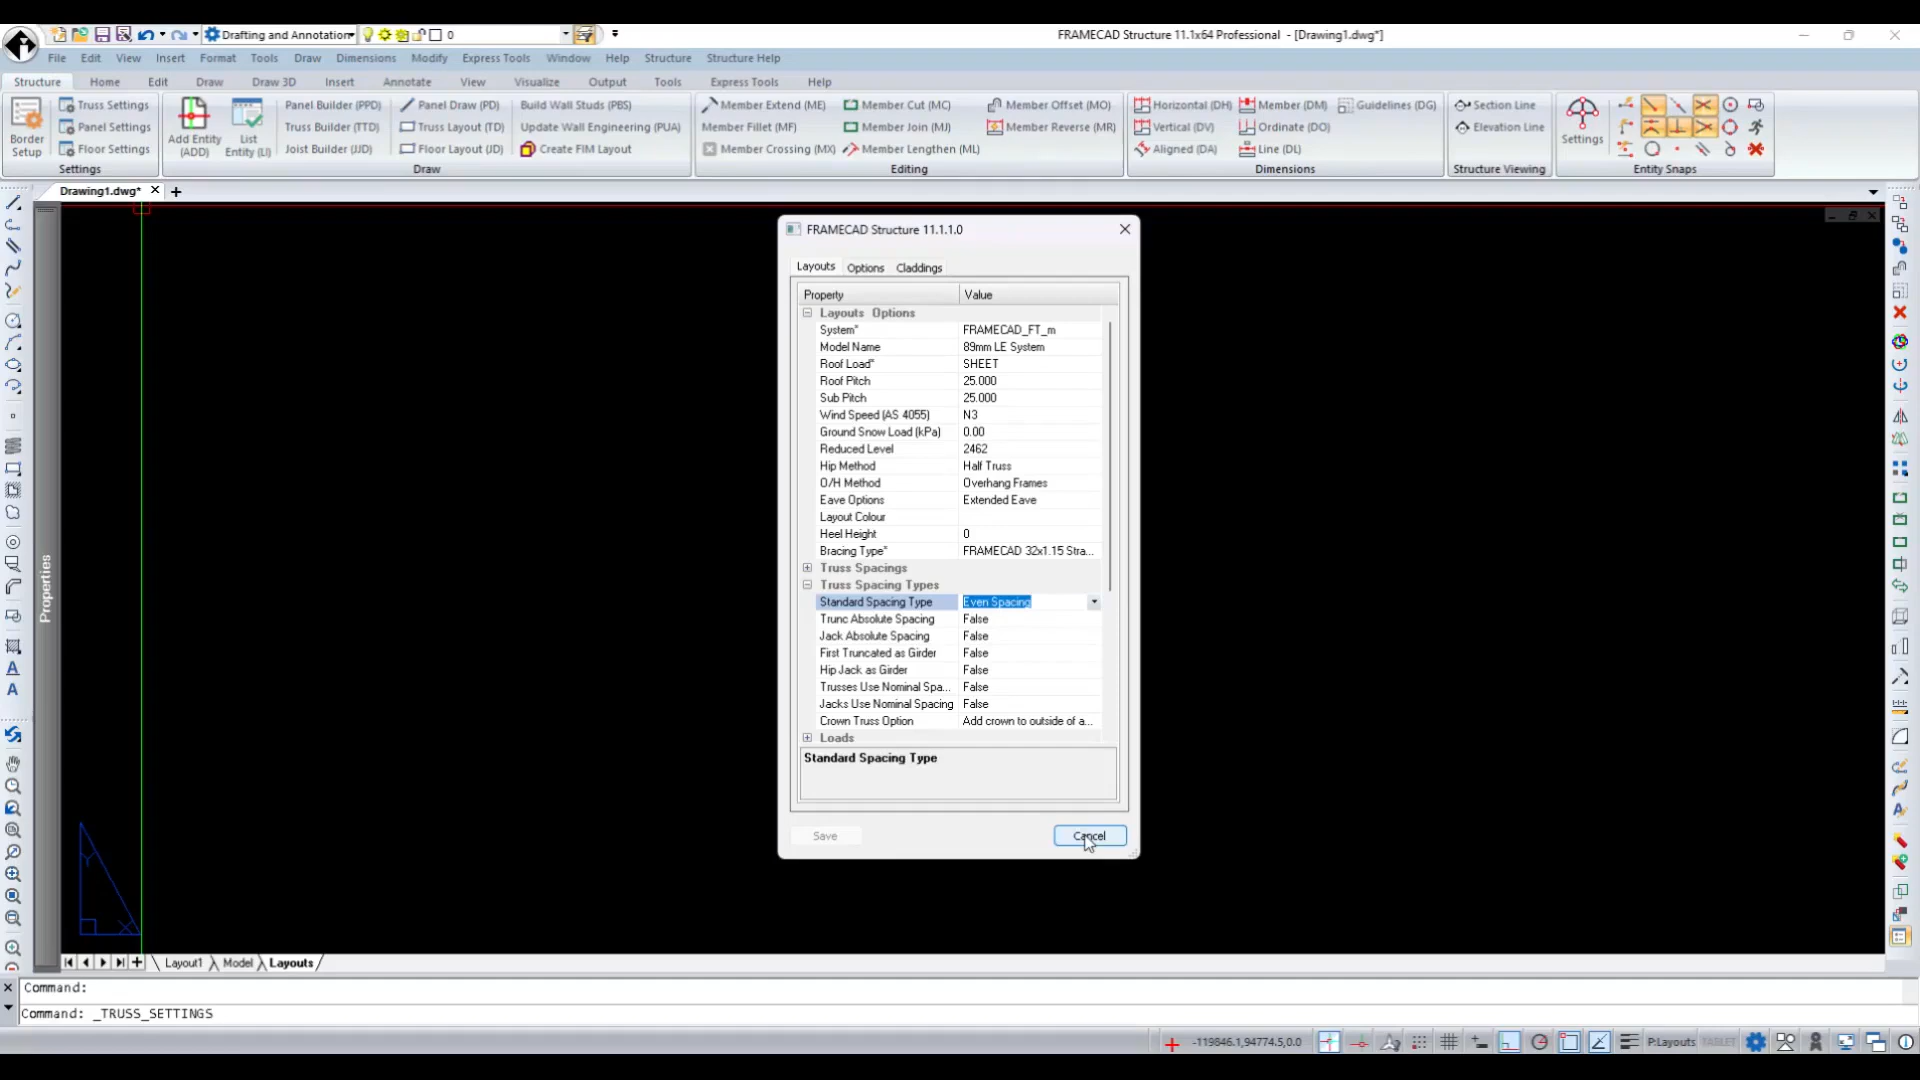 Drafting and Annotation
0
FRAMECAD Structure 11.1x64 Professional - [Drawing1.dwg*]
File Edit View Insert Format Tools Draw Dimensions Modify Express Tools Window Help Structure Structure Help
Structure Home Edit Draw Draw 3D Insert Annotate View Visualize Output Tools Express Tools Help
Border Setup
Truss Settings
Panel Settings
Floor Settings
Settings
Add Entity (ADD)
List Entity (LI)
Panel Builder (PPD)
Truss Builder (TTD)
Joist Builder (JJD)
Panel Draw (PD)
Truss Layout (TD)
Floor Layout (JD)
Build Wall Studs (PBS)
Update Wall Engineering (PUA)
Create FIM Layout
Draw
Member Extend (ME)
Member Fillet (MF)
Member Crossing (MX)
Member Cut (MC)
Member Join (MJ)
Member Lengthen (ML)
Member Offset (MO)
Member Reverse (MR)
Editing
Horizontal (DH)
Vertical (DV)
Aligned (DA)
Member (DM)
Ordinate (DO)
Line (DL)
Guidelines (DG)
Dimensions
Section Line
Elevation Line
Structure Viewing
Settings
Entity Snaps
Drawing1.dwg*
Properties
FRAMECAD Structure 11.1.1.0
Layouts Options Claddings
Property Value
Layouts Options
System* FRAMECAD_FT_m
Model Name 89mm LE System
Roof Load* SHEET
Roof Pitch 25.000
Sub Pitch 25.000
Wind Speed (AS 4055) N3
Ground Snow Load (kPa) 0.00
Reduced Level 2462
Hip Method Half Truss
O/H Method Overhang Frames
Eave Options Extended Eave
Layout Colour
Heel Height 0
Bracing Type* FRAMECAD 32x1.15 Stra...
Truss Spacings
Truss Spacing Types
Standard Spacing Type Even Spacing
Trunc Absolute Spacing False
Jack Absolute Spacing False
First Truncated as Girder False
Hip Jack as Girder False
Trusses Use Nominal Spa... False
Jacks Use Nominal Spacing False
Crown Truss Option Add crown to outside of a...
Loads
Standard Spacing Type
Save Cancel
Y
X
Layout1 Model Layouts
Command:
Command: _TRUSS_SETTINGS
-119846.1,94774.5,0.0
P:Layouts TABLET